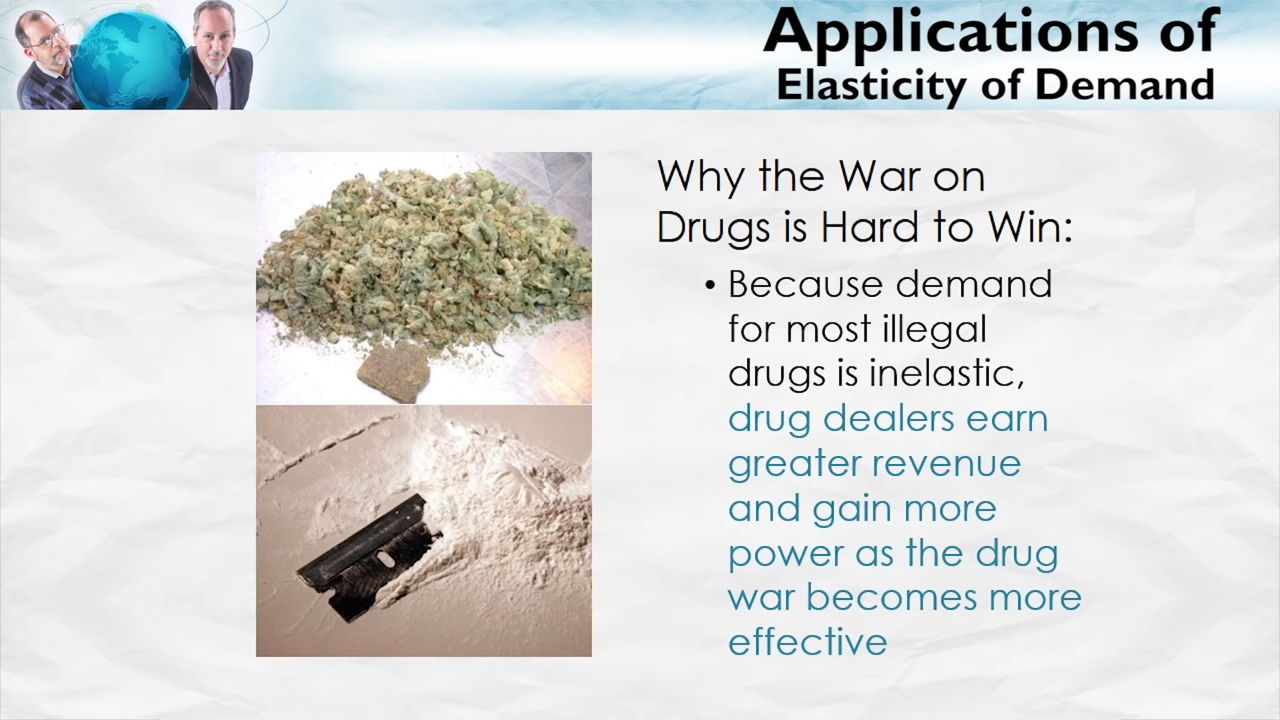 Applications of
Elasticity of Demand
Why the War on
Drugs is Hard to Win:
• Because demand
for most illegal
drugs is inelastic,
drug dealers earn
greater revenue
and gain more
power as the drug
war becomes more
effective